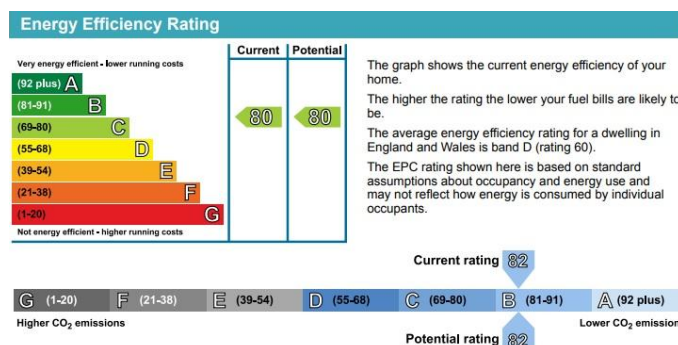 Energy Efficiency Rating
Current Potential
Very energy efficient - lower running costs
(92 plus) A
(81-91) B
(69-80) C
(55-68) D
(39-54) E
(21-38) F
(1-20) G
Not energy efficient - higher running costs
80 80
The graph shows the current energy efficiency of your
home.
The higher the rating the lower your fuel bills are likely to
be.
The average energy efficiency rating for a dwelling in
England and Wales is band D (rating 60).
The EPC rating shown here is based on standard
assumptions about occupancy and energy use and
may not reflect how energy is consumed by individual
occupants.
Current rating 82
G (1-20) F (21-38) E (39-54) D (55-68) C (69-80) B (81-91) A (92 plus)
Higher CO₂ emissions Lower CO₂ emission
Potential rating 82